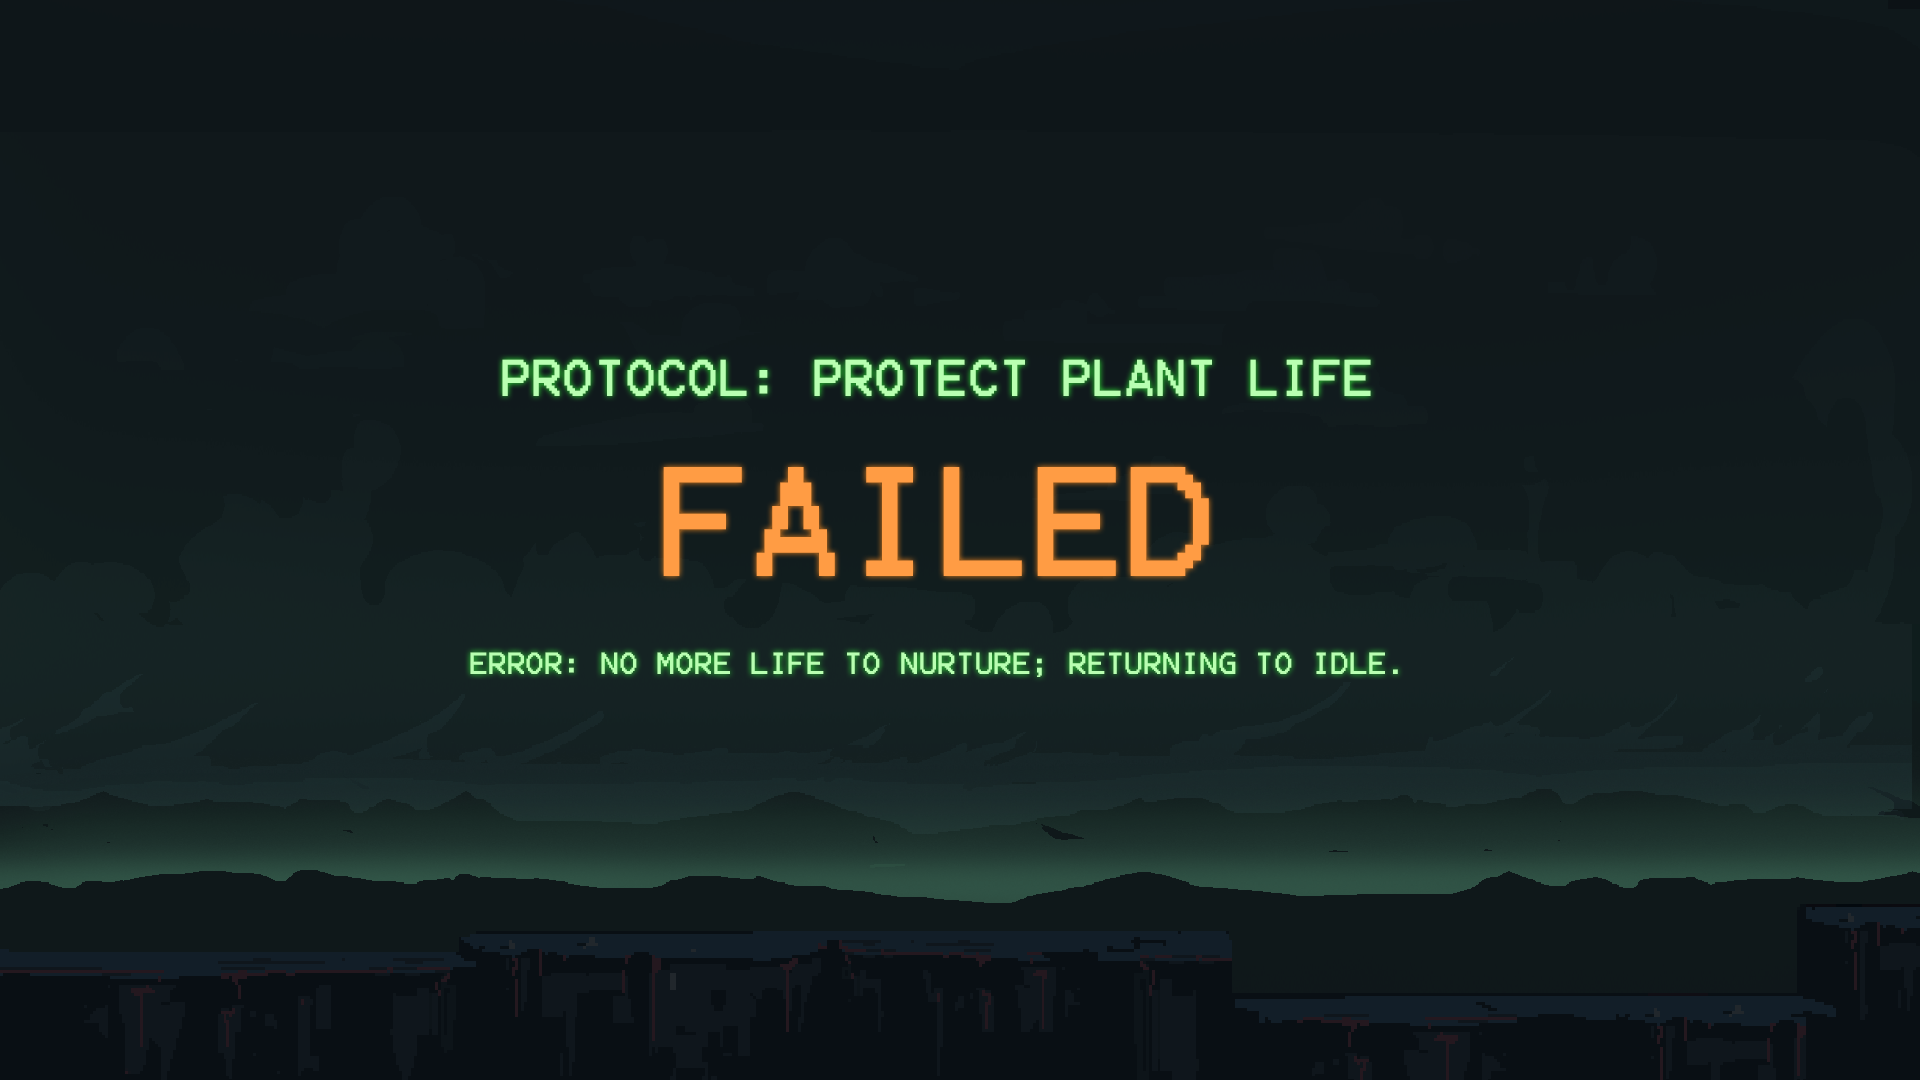 PROTOCOL: PROTECT PLANT LIFE
FAILED
ERROR: NO MORE LIFE TO NURTURE; RETURNING TO IDLE.